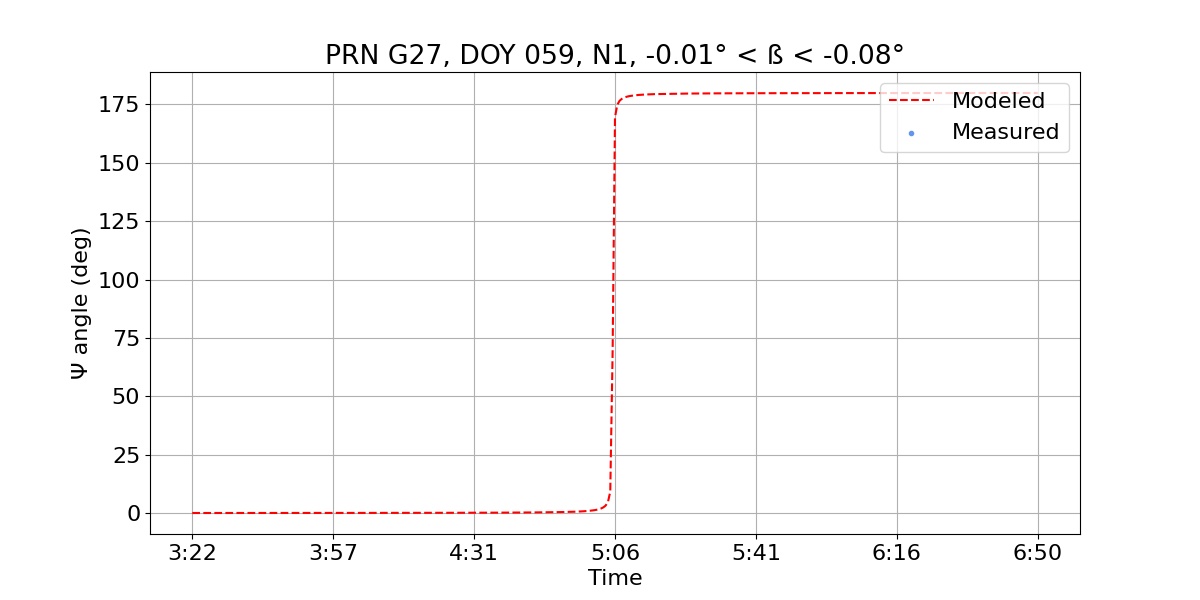 PRN G27, DOY 059, N1, -0.01° < ß < -0.08°
Modeled
Measured
175
150
125
100
75
50
25
0
Ψ angle (deg)
3:22 3:57 4:31 5:06 5:41 6:16 6:50
Time